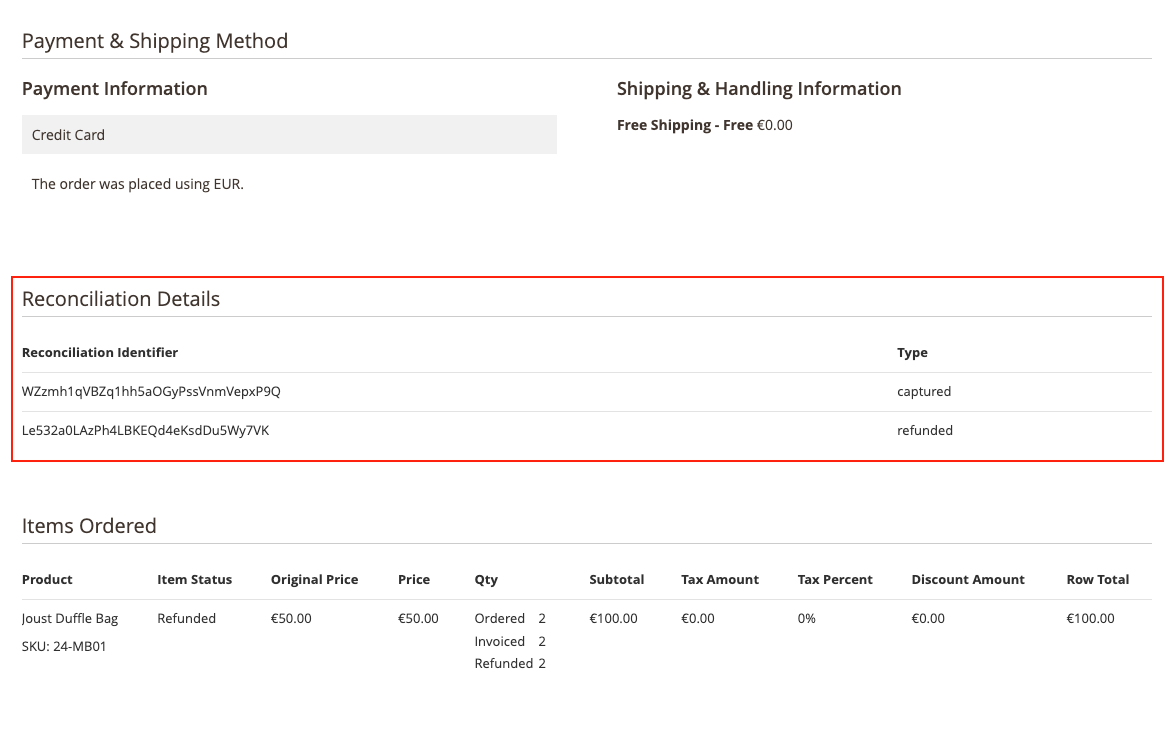 Payment & Shipping Method
Payment Information
Credit Card
The order was placed using EUR.
Shipping & Handling Information
Free Shipping - Free €0.00
Reconciliation Details
Reconciliation Identifier Type
WZzmh1qVBZq1hh5aOGyPssVnmVepxP9Q captured
Le532a0LAzPh4LBKEQd4eKsdDu5Wy7VK refunded
Items Ordered
Product Item Status Original Price Price Qty Subtotal Tax Amount Tax Percent Discount Amount Row Total
Joust Duffle Bag Refunded €50.00 €50.00 Ordered 2 €100.00 €0.00 0% €0.00 €100.00
Invoiced 2
SKU: 24-MB01
Refunded 2